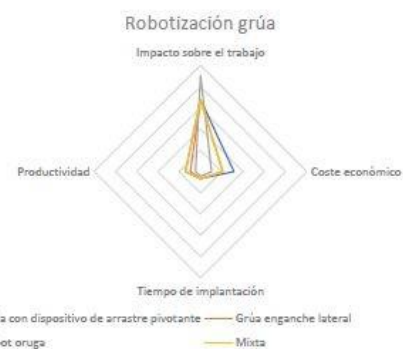 Robotización grúa
Impacto sobre el trabajo
Productividad
Coste económico
Tiempo de implantación
a con dispositivo de arrastre pivotante Grúa enganche lateral
ot oruga Mixta